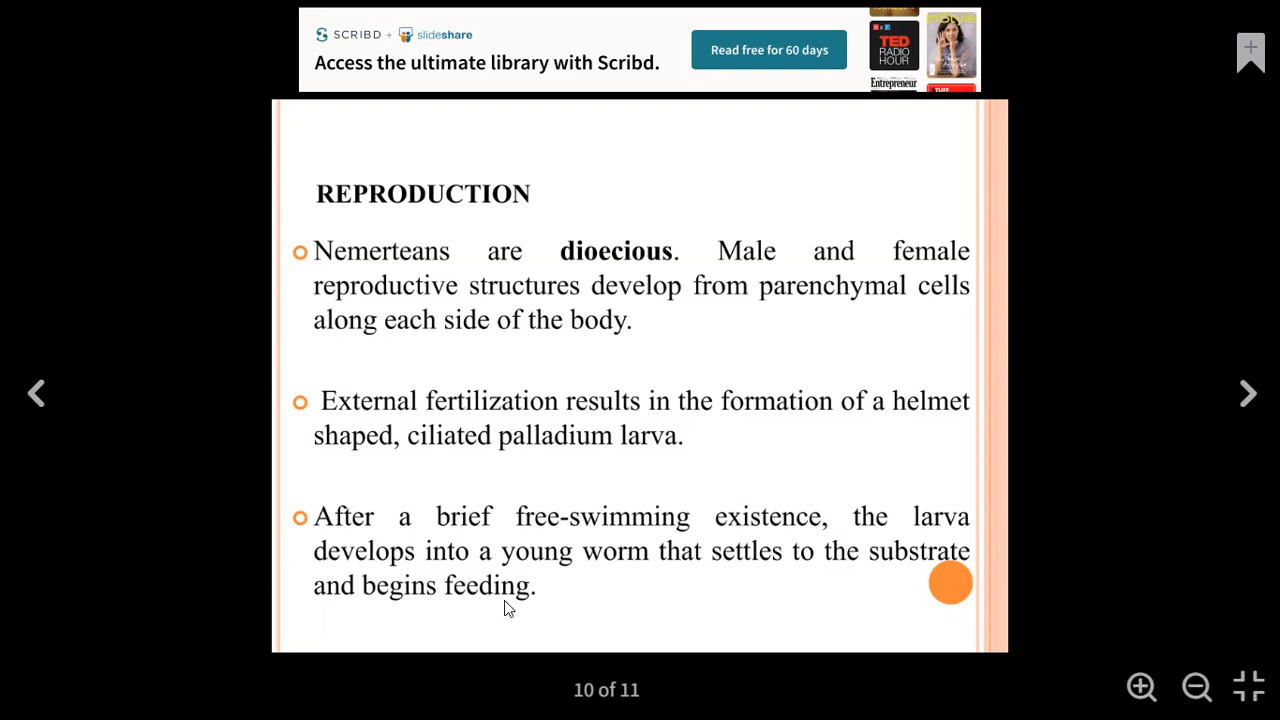 SCRIBD + slideshare
Access the ultimate library with Scribd.
Read free for 60 days
TED
RADIO
HOUR
InStyle
Entrepreneur
REPRODUCTION
Nemerteans are dioecious. Male and female
reproductive structures develop from parenchymal cells
along each side of the body.
External fertilization results in the formation of a helmet
shaped, ciliated palladium larva.
After a brief free-swimming existence, the larva
develops into a young worm that settles to the substrate
and begins feeding.
10 of 11